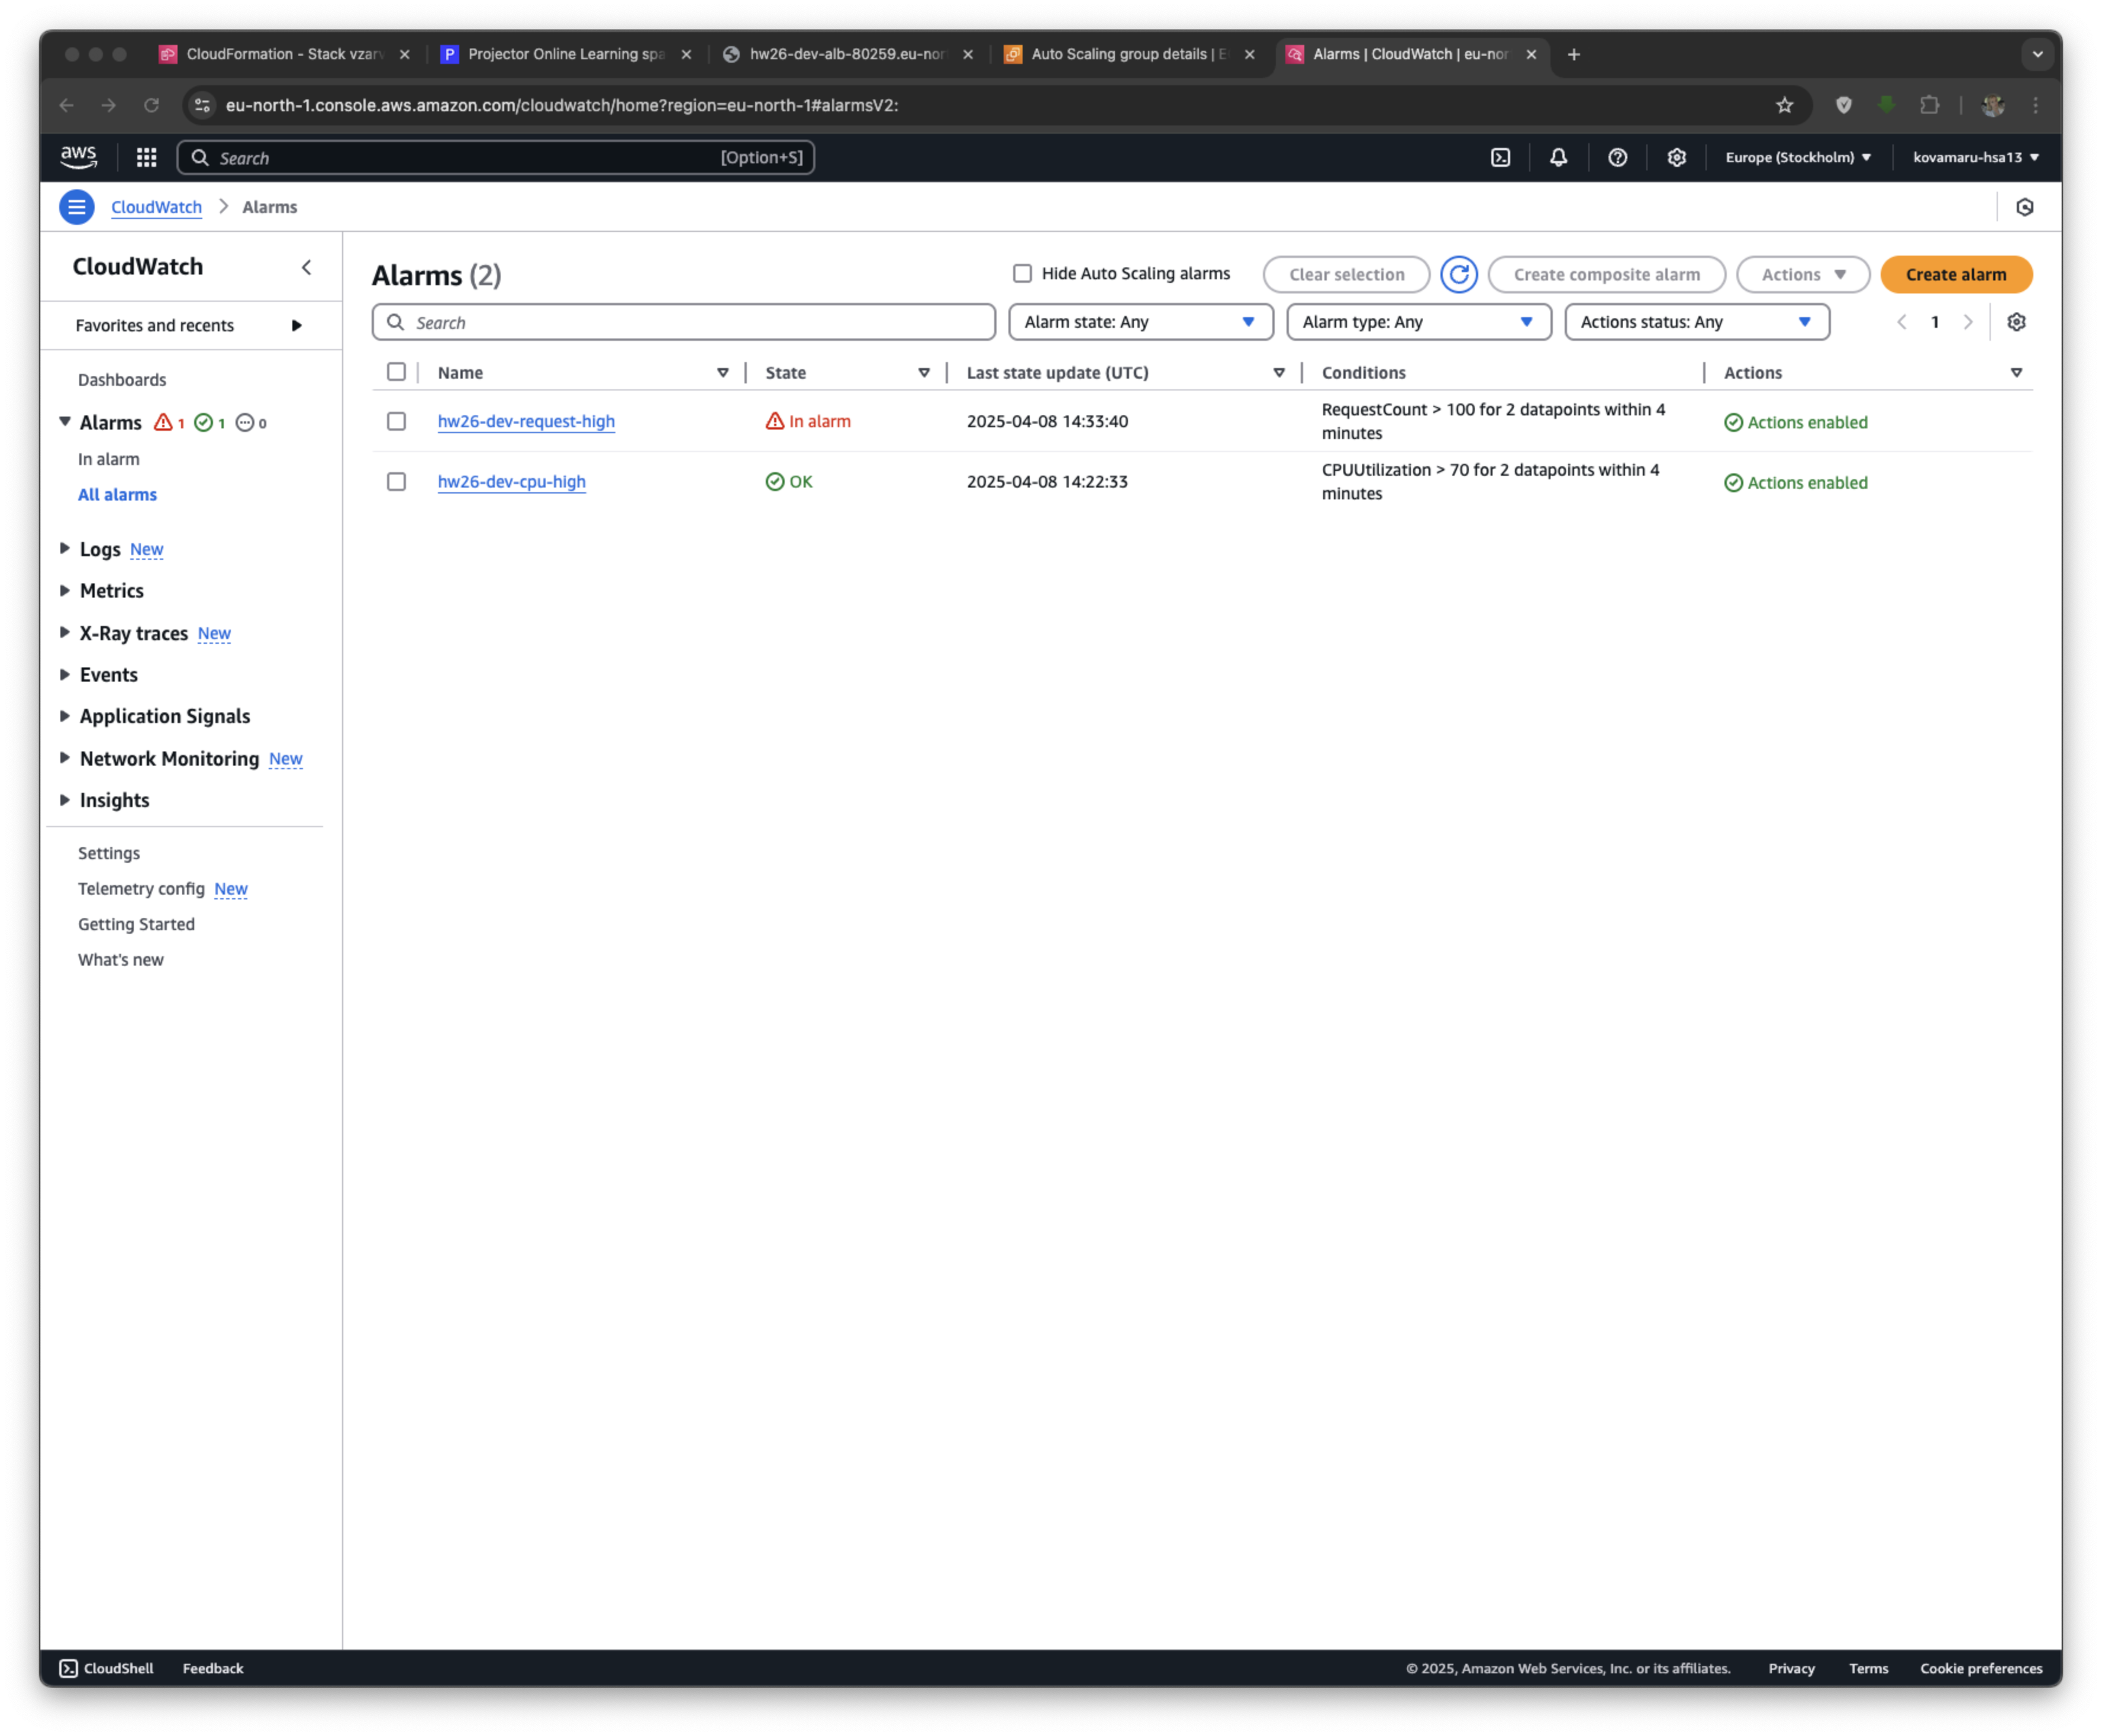 CloudFormation - Stack vzarv
Projector Online Learning spa
hw26-dev-alb-80259.eu-nor
Auto Scaling group details | E
Alarms | CloudWatch | eu-nor
eu-north-1.console.aws.amazon.com/cloudwatch/home?region=eu-north-1#alarmsV2:
aws
Search
[Option+S]
Europe (Stockholm)
kovamaru-hsa13
CloudWatch
Alarms
CloudWatch
Favorites and recents
Dashboards
Alarms 1 1 0
In alarm
All alarms
Logs New
Metrics
X-Ray traces New
Events
Application Signals
Network Monitoring New
Insights
Settings
Telemetry config New
Getting Started
What's new
Alarms (2)
Hide Auto Scaling alarms
Clear selection
Create composite alarm
Actions
Create alarm
Search
Alarm state: Any
Alarm type: Any
Actions status: Any
1
Name
State
Last state update (UTC)
Conditions
Actions
hw26-dev-request-high
In alarm
2025-04-08 14:33:40
RequestCount > 100 for 2 datapoints within 4
minutes
Actions enabled
hw26-dev-cpu-high
OK
2025-04-08 14:22:33
CPUUtilization > 70 for 2 datapoints within 4
minutes
Actions enabled
CloudShell
Feedback
© 2025, Amazon Web Services, Inc. or its affiliates.
Privacy
Terms
Cookie preferences